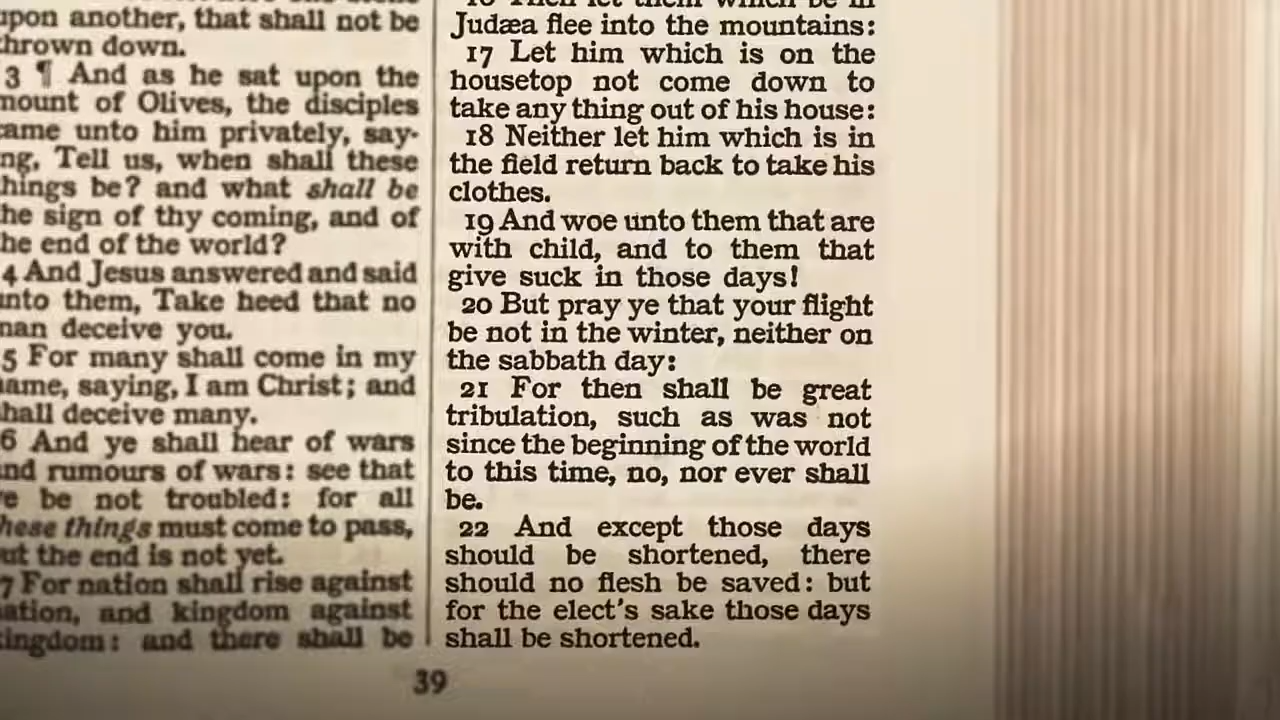 upon another, that shall not be
thrown down.
3 ¶ And as he sat upon the
mount of Olives, the disciples
came unto him privately, say-
ng, Tell us, when shall these
hings be? and what shall be
he sign of thy coming, and of
he end of the world?
4 And Jesus answered and said
unto them, Take heed that no
man deceive you.
5 For many shall come in my
name, saying, I am Christ; and
shall deceive many.
6 And ye shall hear of wars
and rumours of wars: see that
ye be not troubled: for all
these things must come to pass,
but the end is not yet.
7 For nation shall rise against
nation, and kingdom against
kingdom: and there shall be
16 Then let them which be in
Judæa flee into the mountains:
17 Let him which is on the
housetop not come down to
take any thing out of his house:
18 Neither let him which is in
the field return back to take his
clothes.
19 And woe unto them that are
with child, and to them that
give suck in those days!
20 But pray ye that your flight
be not in the winter, neither on
the sabbath day:
21 For then shall be great
tribulation, such as was not
since the beginning of the world
to this time, no, nor ever shall
be.
22 And except those days
should be shortened, there
should no flesh be saved: but
for the elect's sake those days
shall be shortened.
39